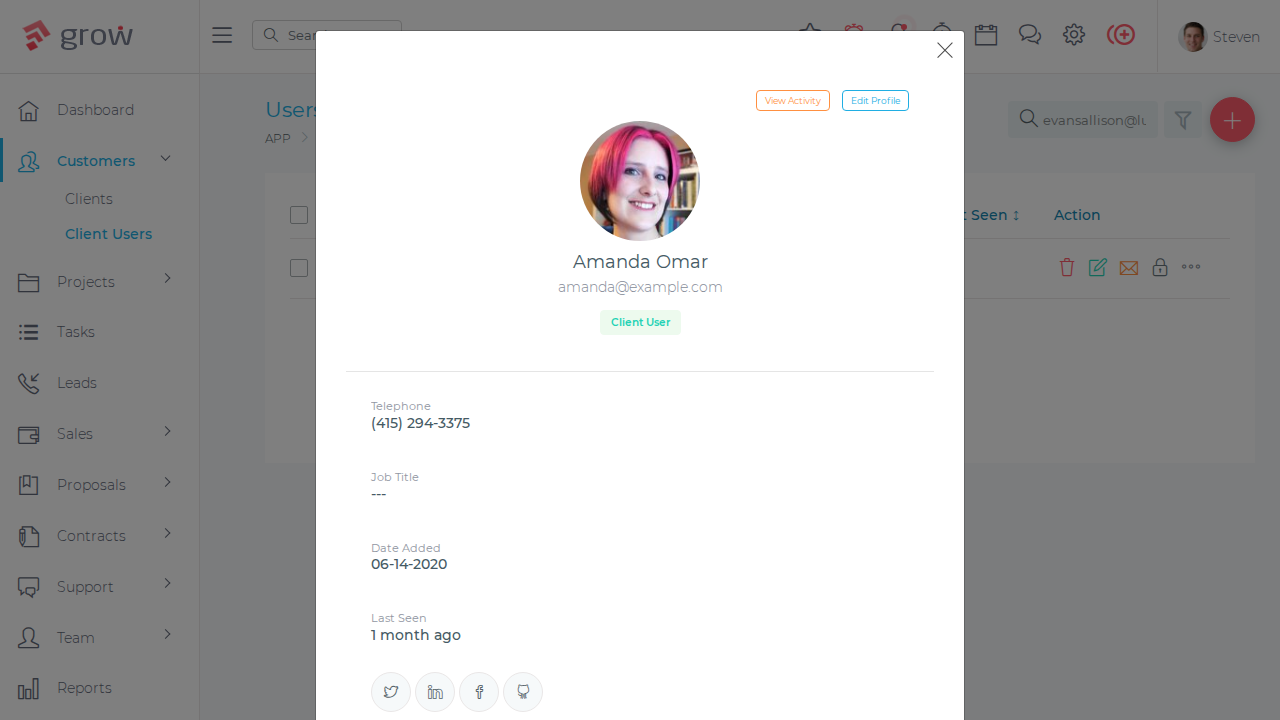 grow
Steven
View Activity
Edit Profile
Users
APP
evansallison@lu
Dashboard
Customers
Clients
Client Users
Projects
Tasks
Leads
Sales
Proposals
Contracts
Support
Team
Reports
Seen
Action
Amanda Omar
amanda@example.com
Client User
Telephone
(415) 294-3375
Job Title
---
Date Added
06-14-2020
Last Seen
1 month ago